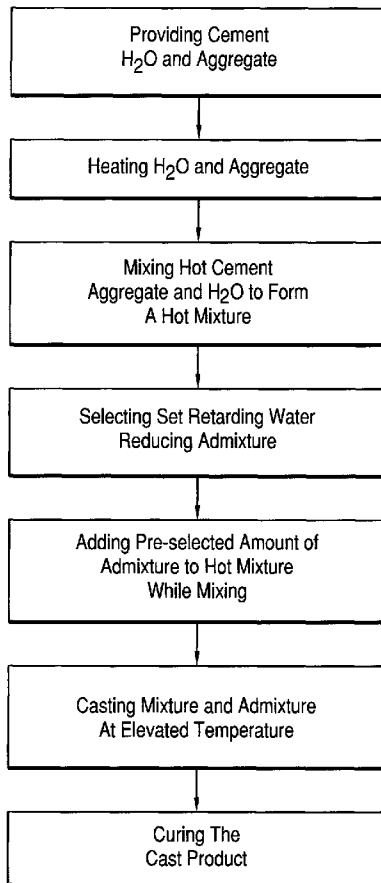 Providing Cement
H2O and Aggregate
Heating H2O and Aggregate
Mixing Hot Cement
Aggregate and H2O to Form
A Hot Mixture
Selecting Set Retarding Water
Reducing Admixture
Adding Pre-selected Amount of
Admixture to Hot Mixture
While Mixing
Casting Mixture and Admixture
At Elevated Temperature
Curing The
Cast Product